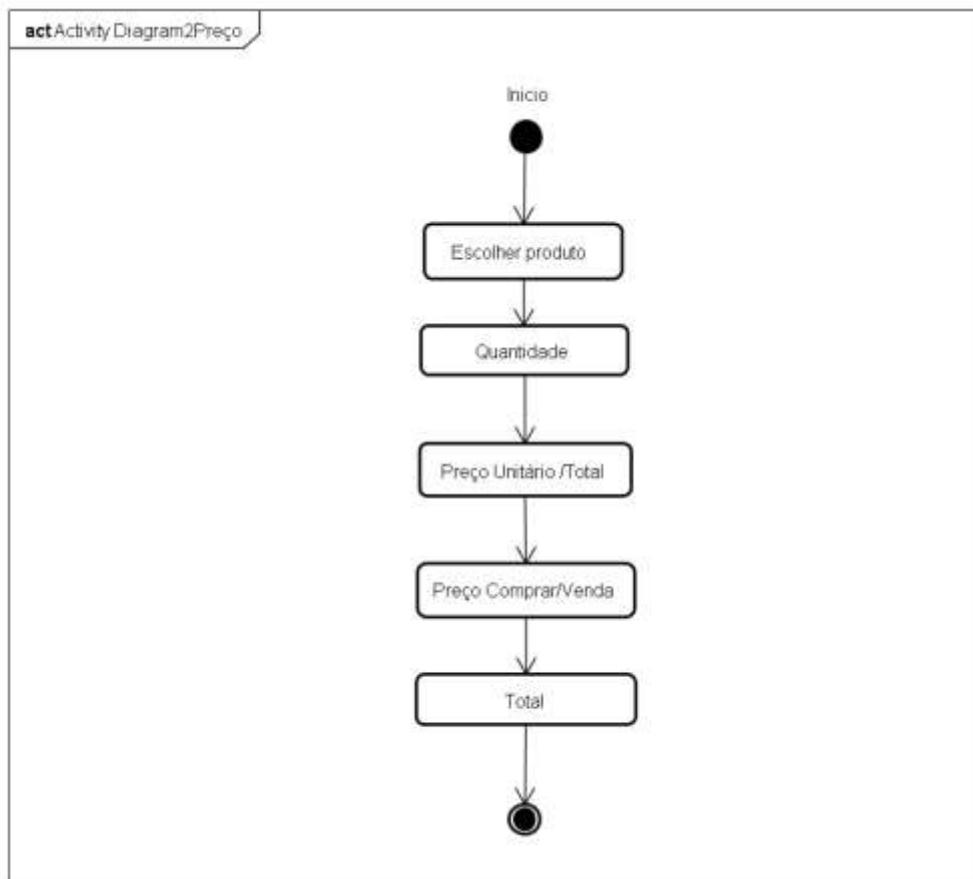 act Activity Diagram2Preço
Inicio
Escolher produto
Quantidade
Preço Unitário /Total
Preço Comprar/Venda
Total